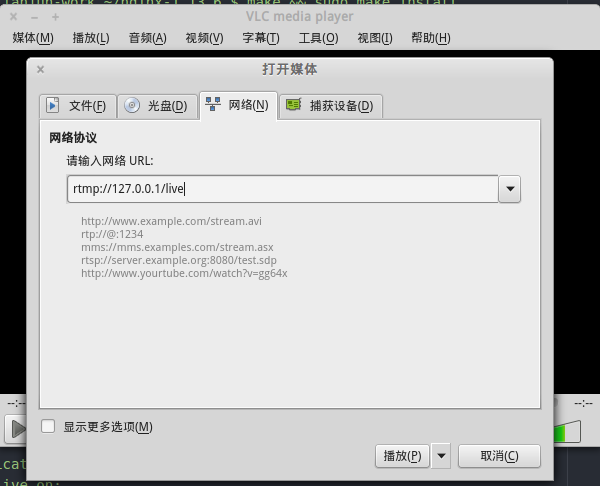 VLC media player
媒体(M) 播放(L) 音频(A) 视频(V) 字幕(T) 工具(O) 视图(I) 帮助(H)
打开媒体
文件(F) 光盘(D) 网络(N) 捕获设备(D)
网络协议
请输入网络 URL:
rtmp://127.0.0.1/live
http://www.example.com/stream.avi
rtp://@:1234
mms://mms.examples.com/stream.asx
rtsp://server.example.org:8080/test.sdp
http://www.yourtube.com/watch?v=gg64x
--:-- --:--
显示更多选项(M)
播放(P) 取消(C)
icat
live on;